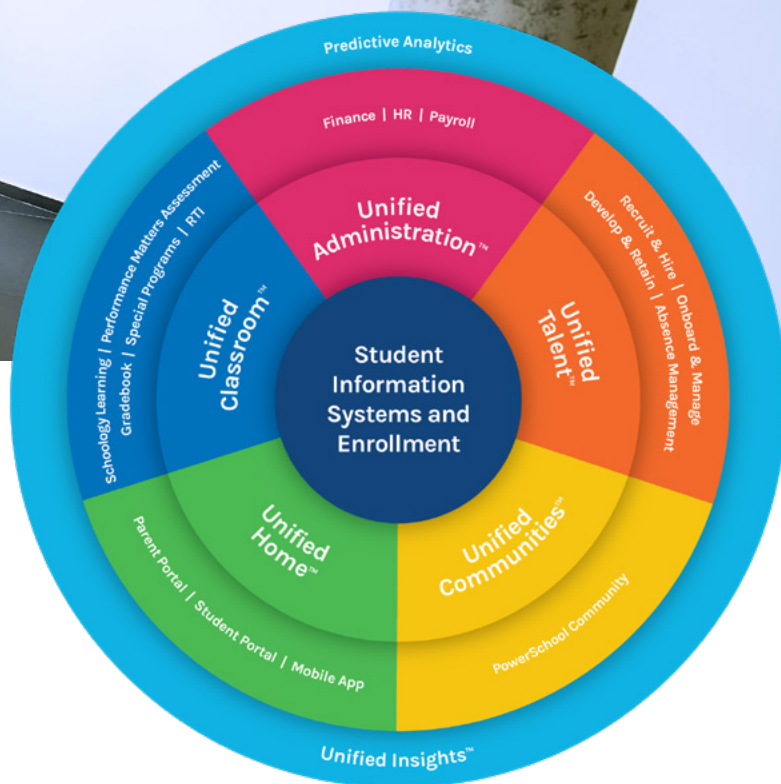 Predictive Analytics
Finance | HR | Payroll
Unified
Administration™
Recruit & Hire | Onboard & Manage
Develop & Retain | Absence Management
Unified
Talent™
PowerSchool Community
Unified
Communities™
Parent Portal | Student Portal | Mobile App
Unified
Home™
Schoology Learning | Performance Matters Assessment
Gradebook | Special Programs | RTI
Unified
Classroom™
Student
Information
Systems and
Enrollment
Unified Insights™